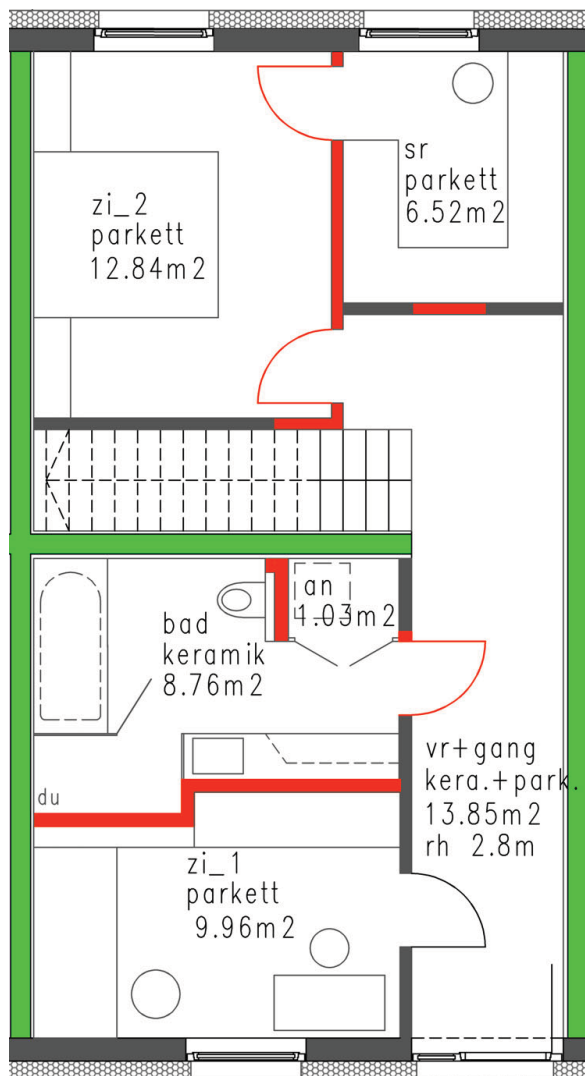 sr
parkett
6.52m2
zi_2
parkett
12.84m2
an
1.03m2
bad
keramik
8.76m2
vr+gang
kera.+park.
13.85m2
rh 2.8m
du
zi_1
parkett
9.96m2